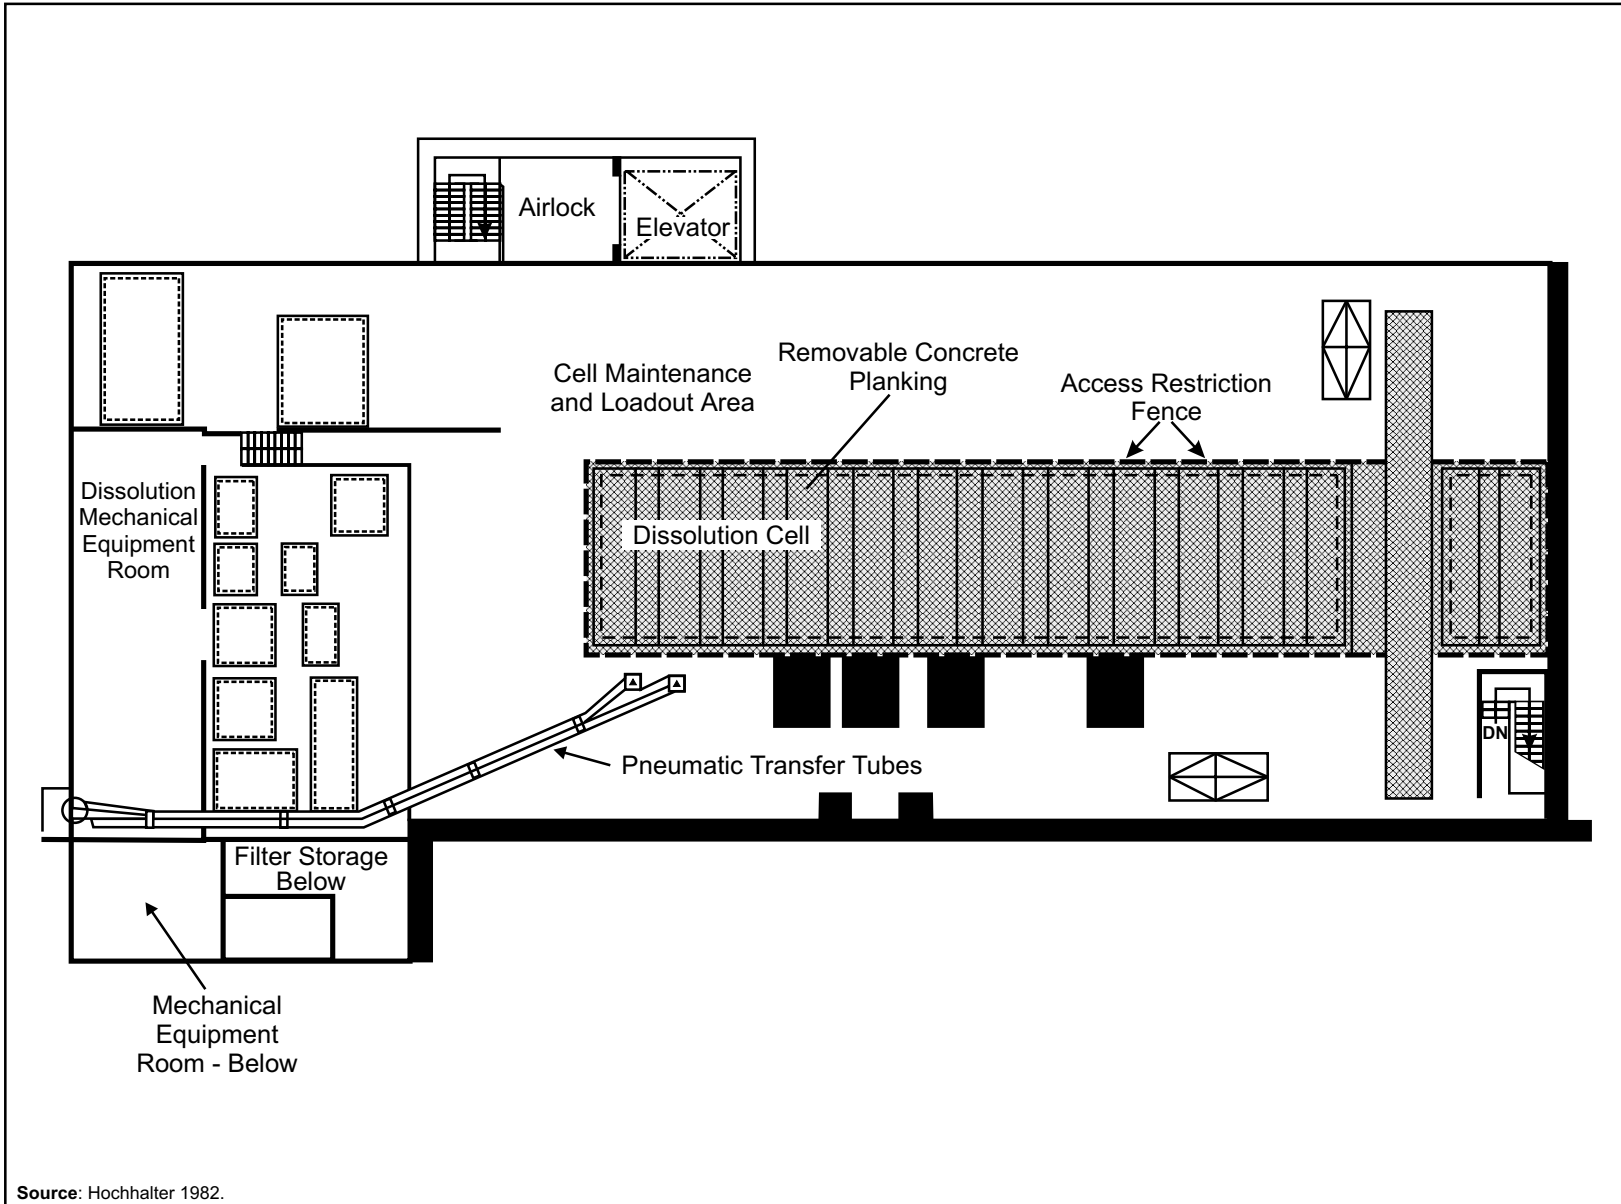 Airlock
Elevator
Cell Maintenance
and Loadout Area
Removable Concrete
Planking
Access Restriction
Fence
Dissolution
Mechanical
Equipment
Room
Dissolution Cell
DN
Pneumatic Transfer Tubes
Filter Storage
Below
Mechanical
Equipment
Room - Below
Source: Hochhalter 1982.